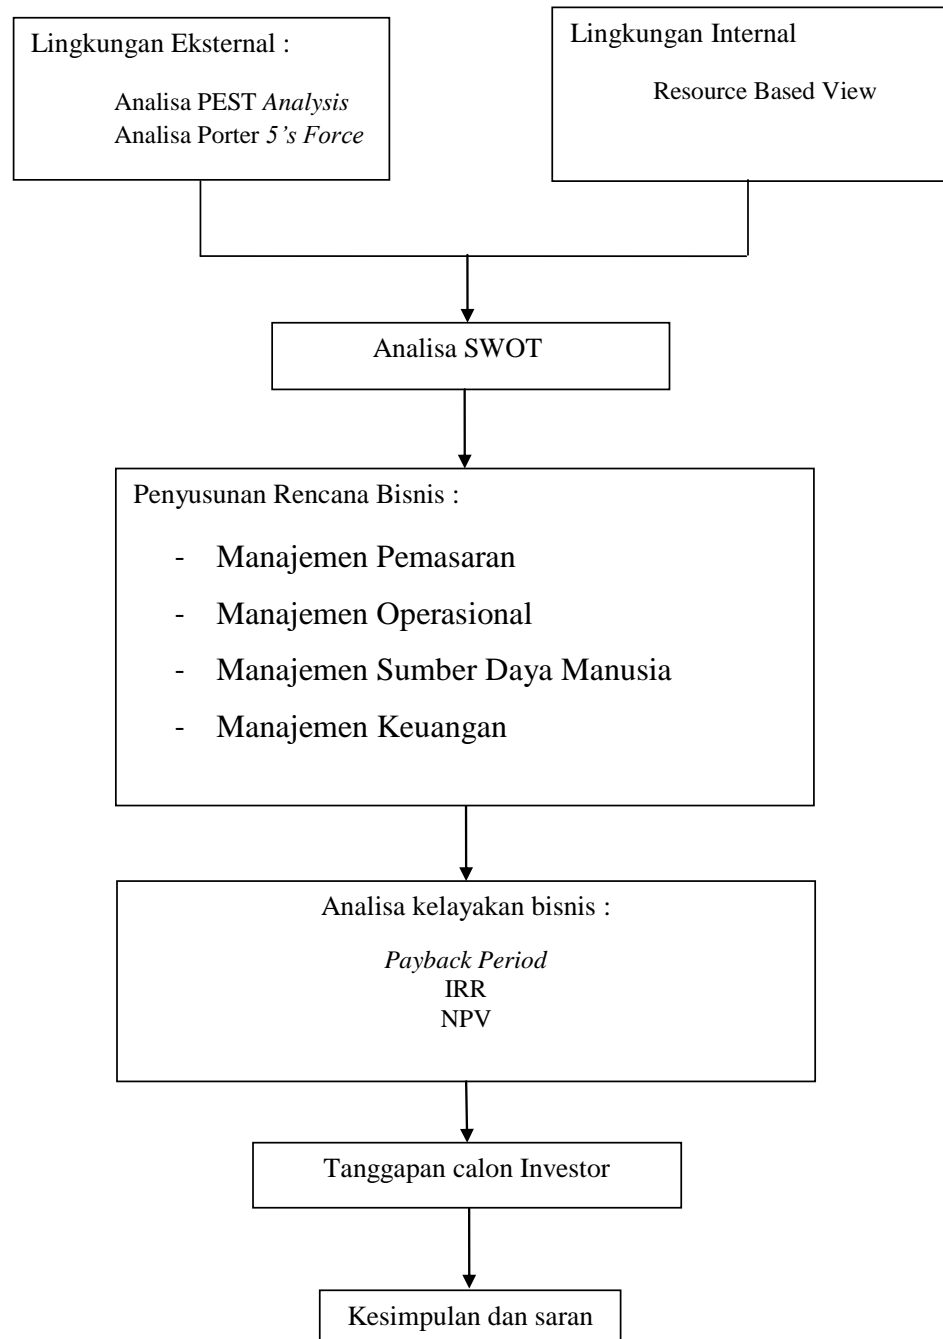 Lingkungan Eksternal :
Analisa PEST Analysis
Analisa Porter 5's Force
Lingkungan Internal
Resource Based View
Analisa SWOT
Penyusunan Rencana Bisnis :
- Manajemen Pemasaran
- Manajemen Operasional
- Manajemen Sumber Daya Manusia
- Manajemen Keuangan
Analisa kelayakan bisnis :
Payback Period
IRR
NPV
Tanggapan calon Investor
Kesimpulan dan saran